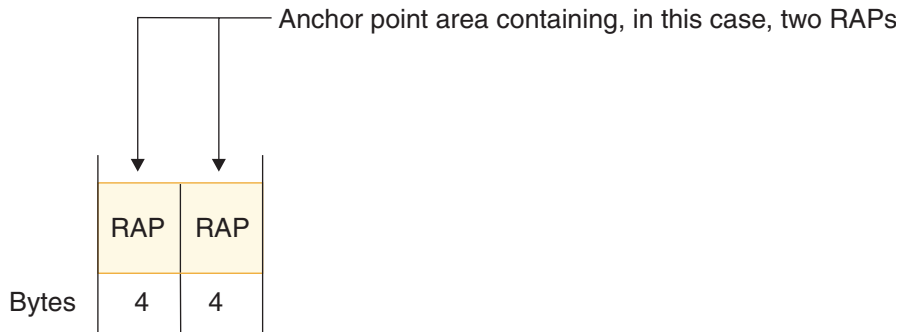 Anchor point area containing, in this case, two RAPs
RAP RAP
Bytes 4 4